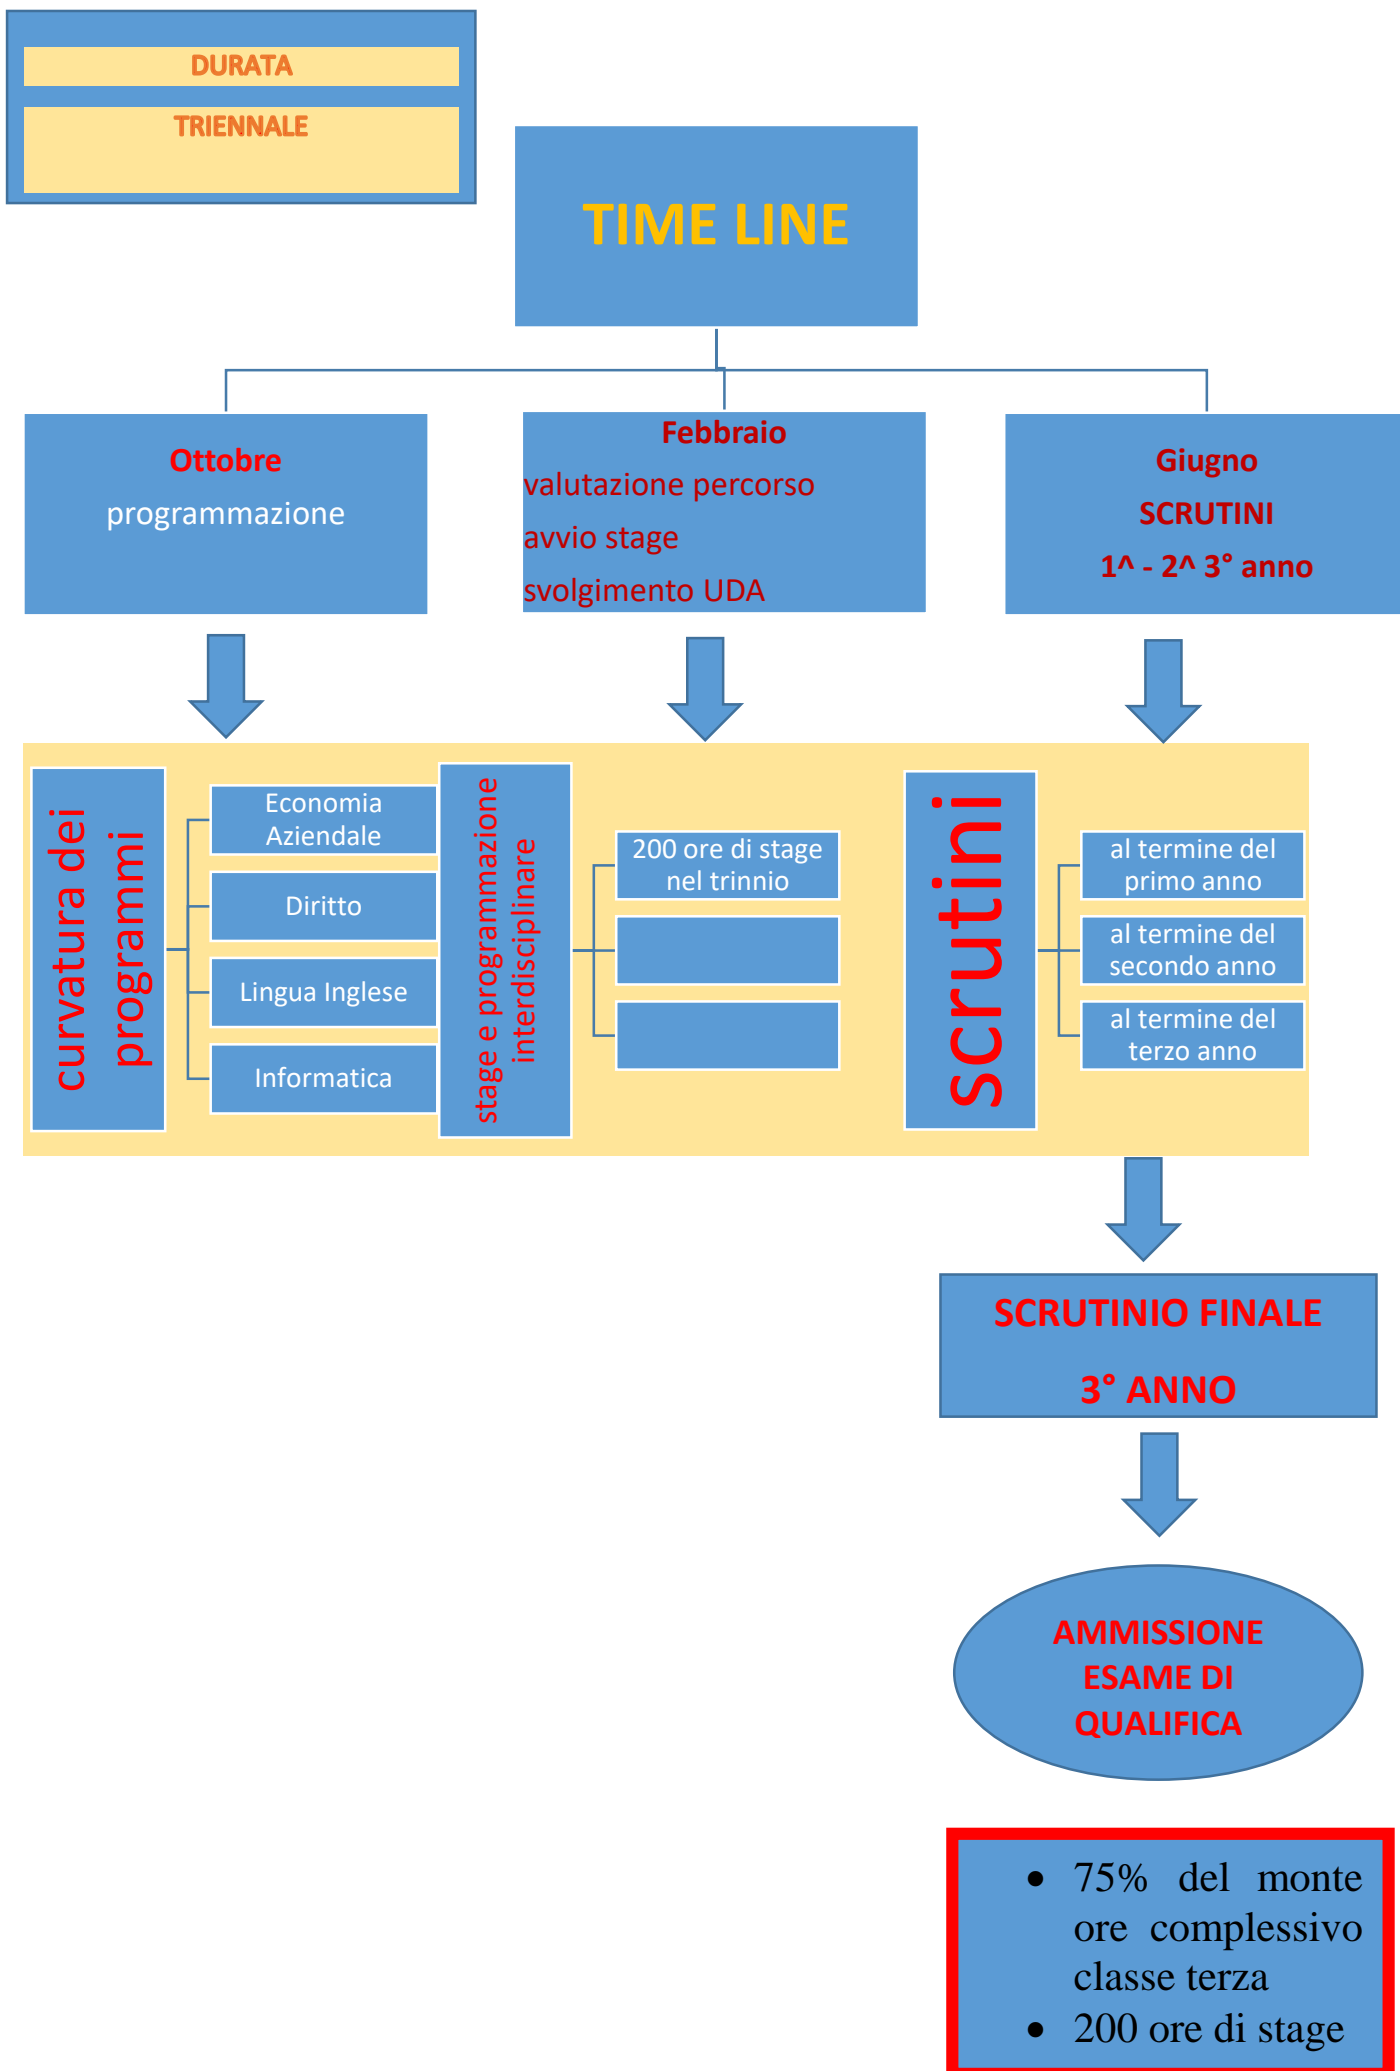 DURATA
TRIENNALE
TIME LINE
Ottobre
programmazione
Febbraio
valutazione percorso
avvio stage
svolgimento UDA
Giugno
SCRUTINI
1^ - 2^ 3° anno
curvatura dei
programmi
Economia
Aziendale
Diritto
Lingua Inglese
Informatica
stage e programmazione
interdisciplinare
200 ore di stage
nel trinnio
scrutini
al termine del
primo anno
al termine del
secondo anno
al termine del
terzo anno
SCRUTINIO FINALE
3° ANNO
AMMISSIONE
ESAME DI
QUALIFICA
• 75% del monte
ore complessivo
classe terza
• 200 ore di stage